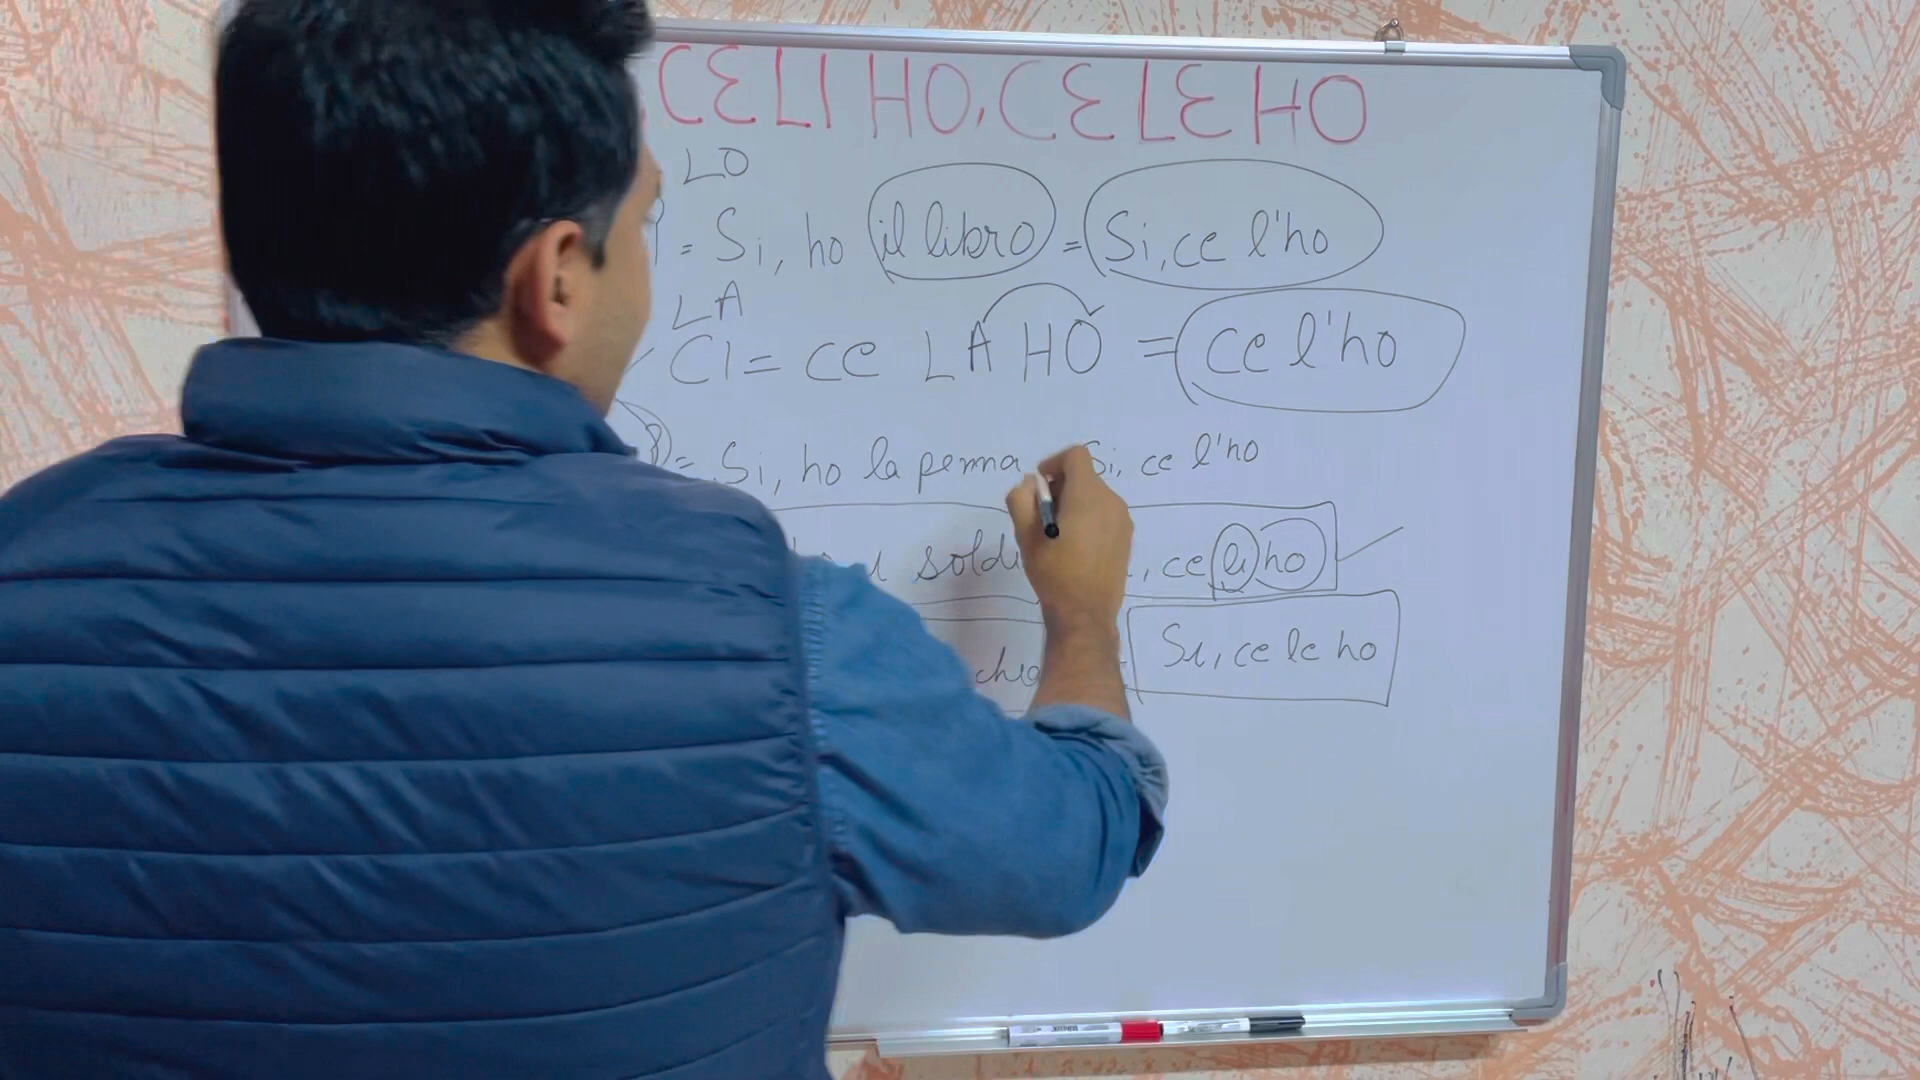 CE LI HO, CE LE HO
LO
= Si, ho il libro = Si, ce l'ho
LA
CI = ce LA HO = ce l'ho
= Si, ho la penna Si, ce l'ho
i soldi , ce li ho
Si, ce le ho